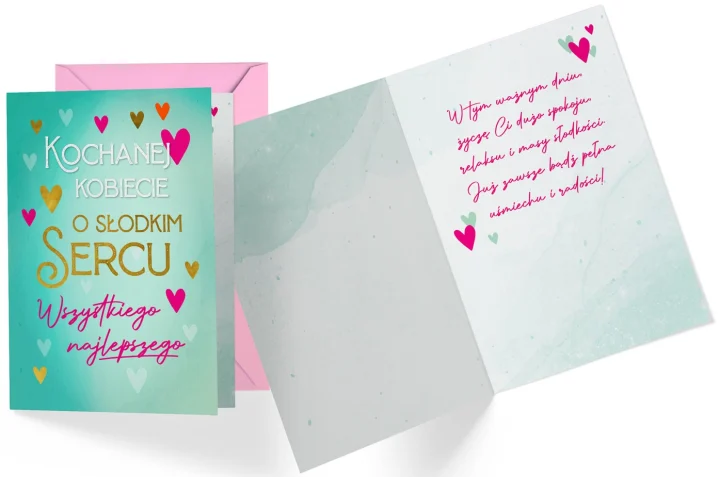 KOCHANEJ
KOBIECIE
O SŁODKIM
SERCU
Wszystkiego
najlepszego
W tym ważnym dniu,
życzę Ci dużo spokoju,
relaksu i masy słodkości.
Już zawsze bądź pełna
uśmiechu i radości!